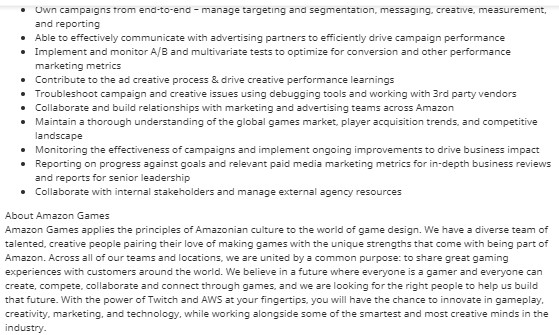 • Own campaigns from end-to-end – manage targeting and segmentation, messaging, creative, measurement,
and reporting
• Able to effectively communicate with advertising partners to efficiently drive campaign performance
• Implement and monitor A/B and multivariate tests to optimize for conversion and other performance
marketing metrics
• Contribute to the ad creative process & drive creative performance learnings
• Troubleshoot campaign and creative issues using debugging tools and working with 3rd party vendors
• Collaborate and build relationships with marketing and advertising teams across Amazon
• Maintain a thorough understanding of the global games market, player acquisition trends, and competitive
landscape
• Monitoring the effectiveness of campaigns and implement ongoing improvements to drive business impact
• Reporting on progress against goals and relevant paid media marketing metrics for in-depth business reviews
and reports for senior leadership
• Collaborate with internal stakeholders and manage external agency resources
About Amazon Games
Amazon Games applies the principles of Amazonian culture to the world of game design. We have a diverse team of
talented, creative people pairing their love of making games with the unique strengths that come with being part of
Amazon. Across all of our teams and locations, we are united by a common purpose: to share great gaming
experiences with customers around the world. We believe in a future where everyone is a gamer and everyone can
create, compete, collaborate and connect through games, and we are looking for the right people to help us build
that future. With the power of Twitch and AWS at your fingertips, you will have the chance to innovate in gameplay,
creativity, marketing, and technology, while working alongside some of the smartest and most creative minds in the
industry.